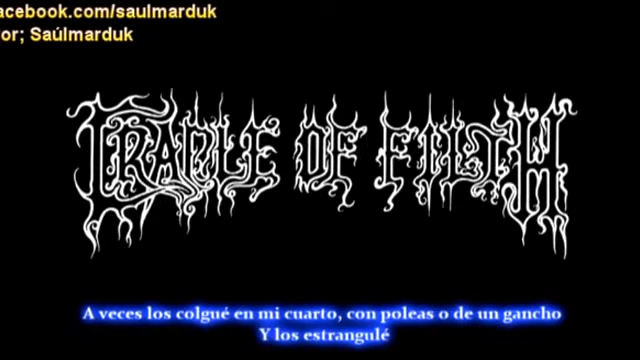 acebook.com/saulmarduk
or; Saúlmarduk
CRADLE OF FILTH
A veces los colgué en mi cuarto, con poleas o de un gancho
Y los estrangulé